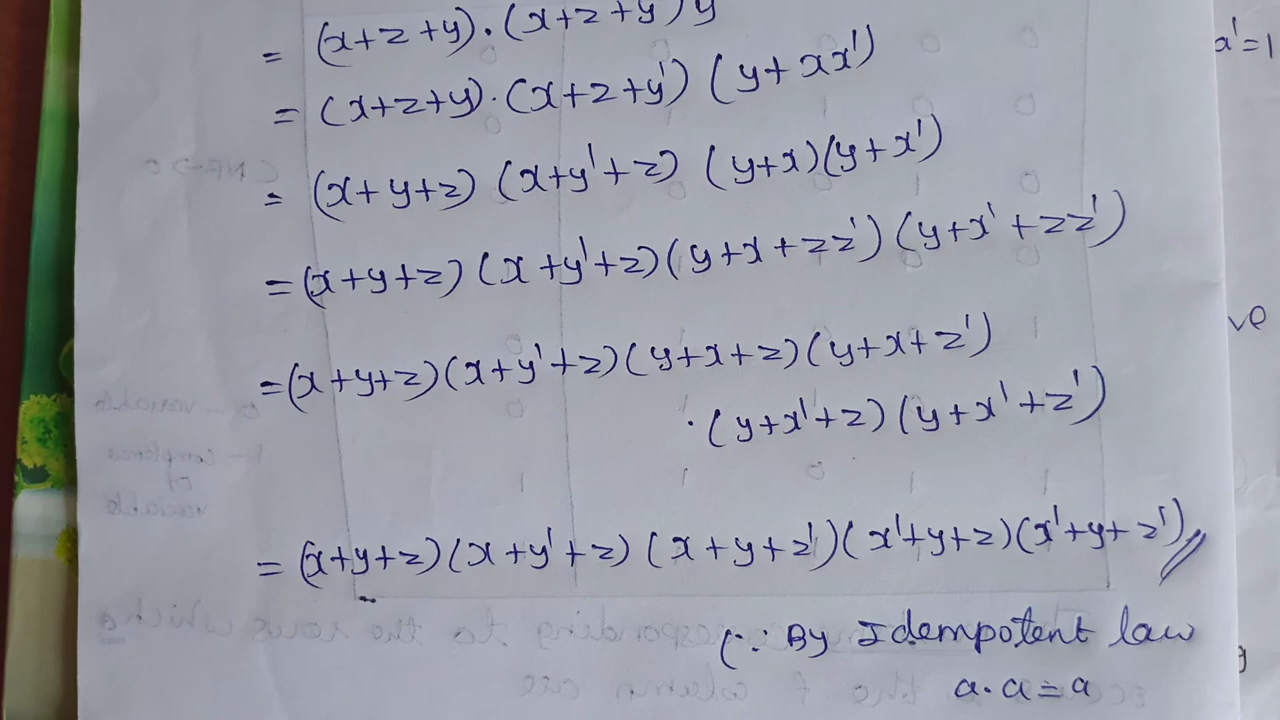 = (x+z+y).(x+z+y')y
= (x+z+y).(x+z+y') (y+xx')
= (x+y+z) (x+y'+z) (y+x)(y+x')
= (x+y+z) (x+y'+z)(y+x+zz') (y+x'+zz')
= (x+y+z)(x+y'+z)(y+x+z)(y+x+z')
.(y+x'+z)(y+x'+z')
= (x+y+z)(x+y'+z) (x+y+z')(x'+y+z)(x'+y+z')//
(∵ By Idempotent law
a.a=a
a'=1
ve